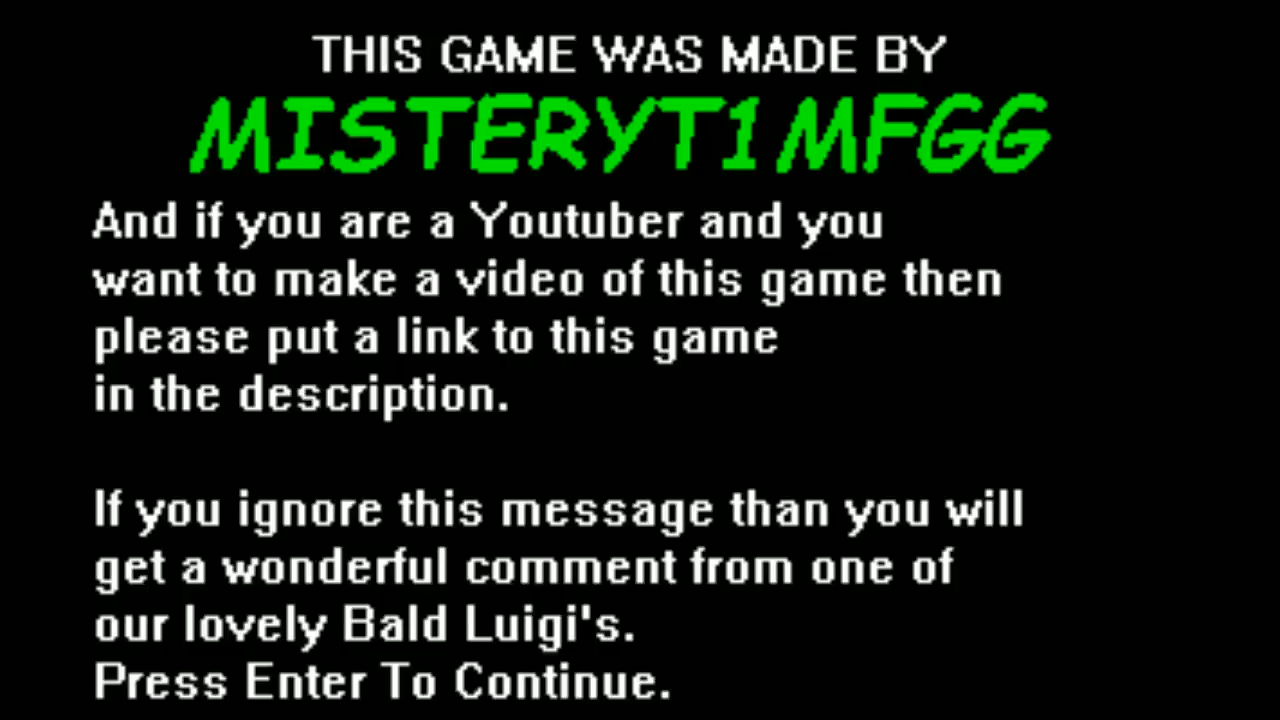 THIS GAME WAS MADE BY
MISTERYT1MFGG
And if you are a Youtuber and you
want to make a video of this game then
please put a link to this game
in the description.
If you ignore this message than you will
get a wonderful comment from one of
our lovely Bald Luigi's.
Press Enter To Continue.